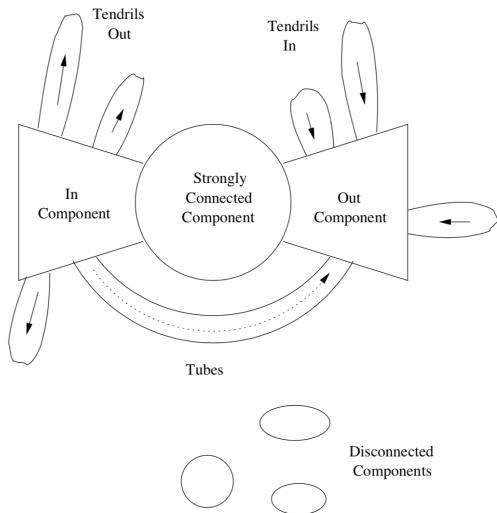 Tendrils
Out
Tendrils
In
In
Component
Strongly
Connected
Component
Out
Component
Tubes
Disconnected
Components